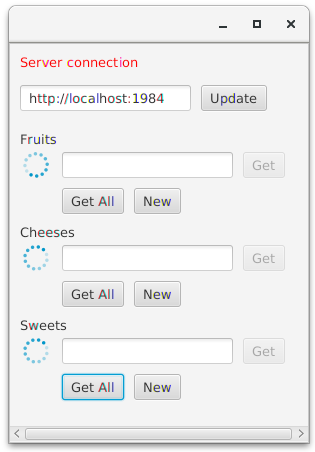 Server connection
http://localhost:1984 Update
Fruits
Get
Get All New
Cheeses
Get
Get All New
Sweets
Get
Get All New